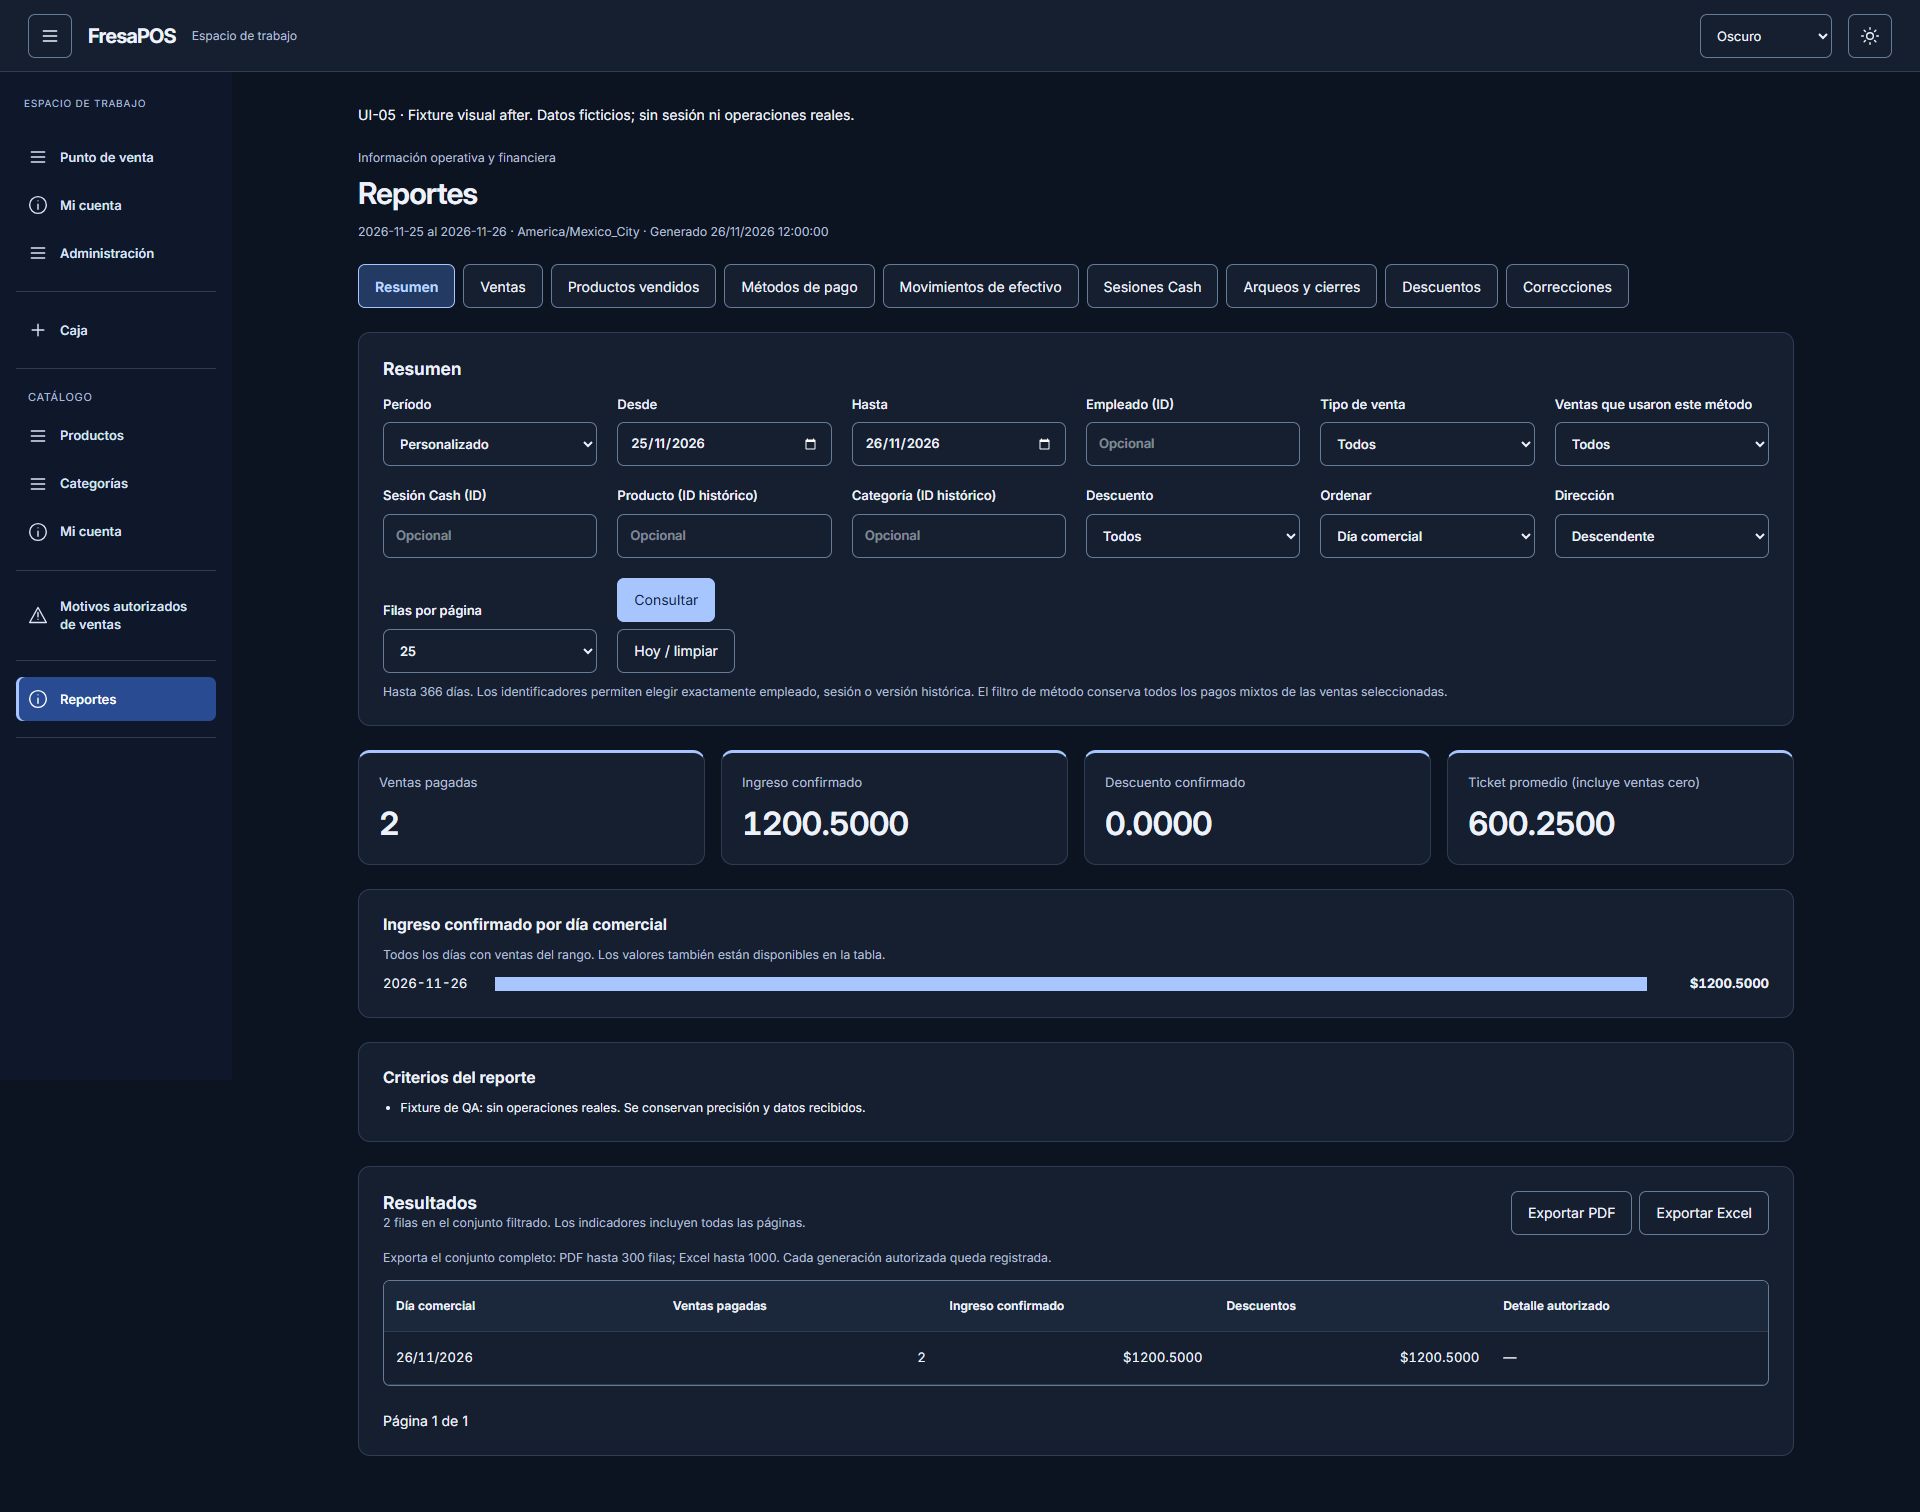 FresaPOS
Espacio de trabajo
Oscuro
ESPACIO DE TRABAJO
Punto de venta
Mi cuenta
Administración
Caja
CATÁLOGO
Productos
Categorías
Mi cuenta
Motivos autorizados
de ventas
Reportes
UI-05 · Fixture visual after. Datos ficticios; sin sesión ni operaciones reales.
Información operativa y financiera
Reportes
2026-11-25 al 2026-11-26 · America/Mexico_City · Generado 26/11/2026 12:00:00
Resumen
Ventas
Productos vendidos
Métodos de pago
Movimientos de efectivo
Sesiones Cash
Arqueos y cierres
Descuentos
Correcciones
Resumen
Período
Desde
Hasta
Empleado (ID)
Tipo de venta
Ventas que usaron este método
Personalizado
25/11/2026
26/11/2026
Opcional
Todos
Todos
Sesión Cash (ID)
Producto (ID histórico)
Categoría (ID histórico)
Descuento
Ordenar
Dirección
Opcional
Opcional
Opcional
Todos
Día comercial
Descendente
Filas por página
25
Consultar
Hoy / limpiar
Hasta 366 días. Los identificadores permiten elegir exactamente empleado, sesión o versión histórica. El filtro de método conserva todos los pagos mixtos de las ventas seleccionadas.
Ventas pagadas
2
Ingreso confirmado
1200.5000
Descuento confirmado
0.0000
Ticket promedio (incluye ventas cero)
600.2500
Ingreso confirmado por día comercial
Todos los días con ventas del rango. Los valores también están disponibles en la tabla.
2026-11-26
$1200.5000
Criterios del reporte
• Fixture de QA: sin operaciones reales. Se conservan precisión y datos recibidos.
Resultados
2 filas en el conjunto filtrado. Los indicadores incluyen todas las páginas.
Exportar PDF
Exportar Excel
Exporta el conjunto completo: PDF hasta 300 filas; Excel hasta 1000. Cada generación autorizada queda registrada.
Día comercial
Ventas pagadas
Ingreso confirmado
Descuentos
Detalle autorizado
26/11/2026
2
$1200.5000
$1200.5000
—
Página 1 de 1